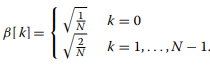 β[k] = { √(1/N) k = 0
√(2/N) k = 1, . . . , N − 1.